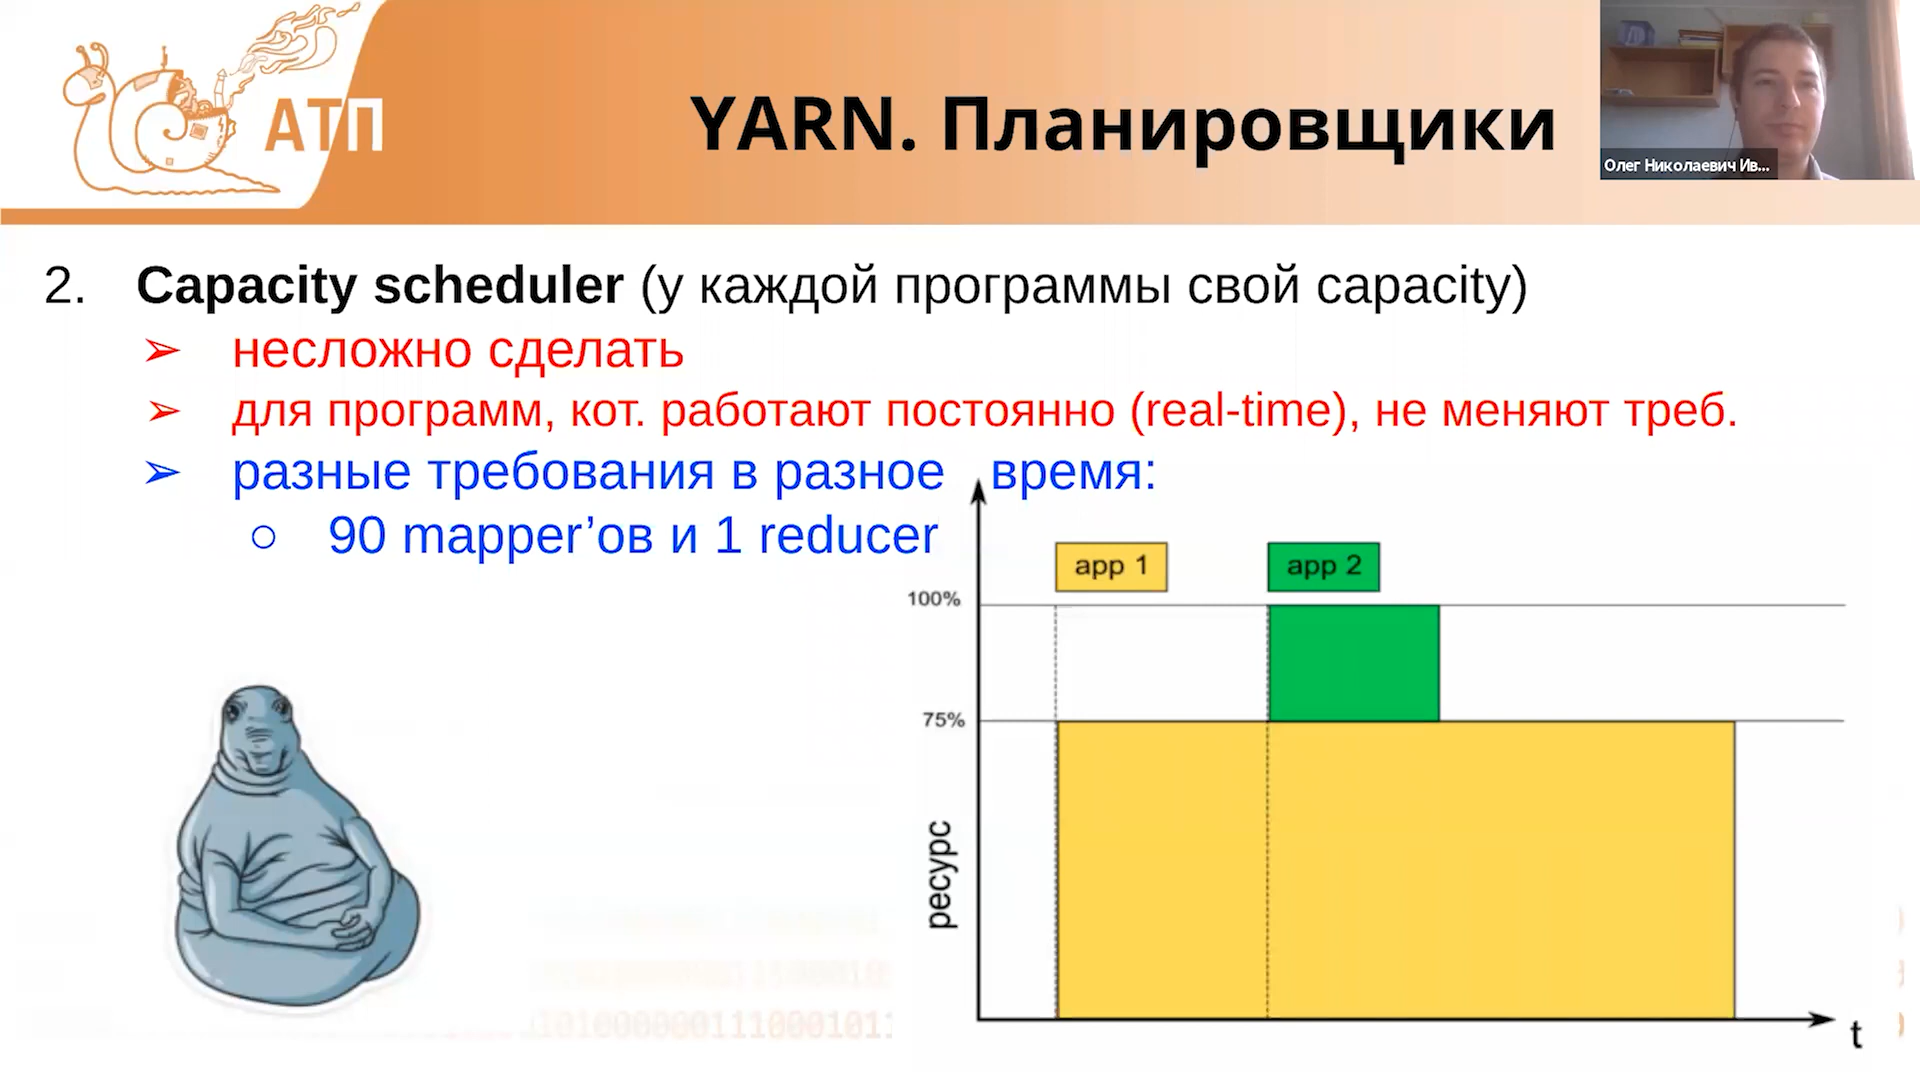 АТП
YARN. Планировщики
Олег Николаевич Ив...
2. Capacity scheduler (у каждой программы свой capacity)
➢ несложно сделать
➢ для программ, кот. работают постоянно (real-time), не меняют треб.
➢ разные требования в разное время:
○ 90 mapper’ов и 1 reducer
app 1 app 2
100%
75%
ресурс
t